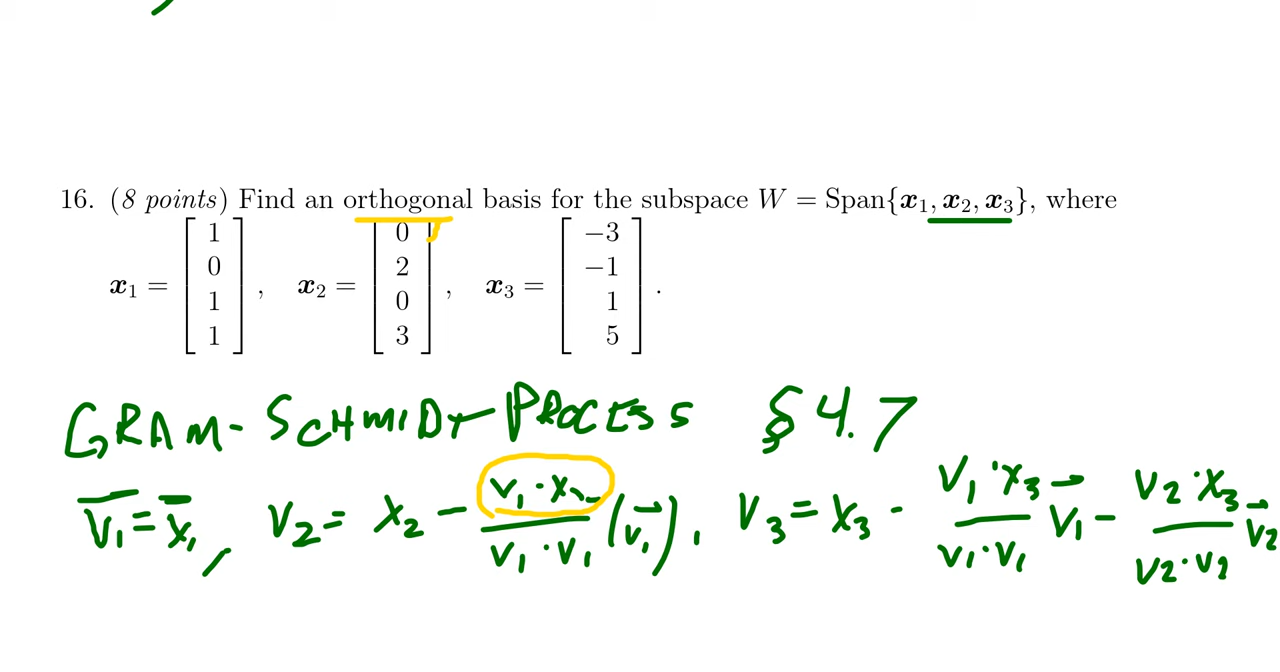 16. (8 points) Find an orthogonal basis for the subspace W = Span{x₁, x₂, x₃}, where
x₁ = [1 0 1 1], x₂ = [0 2 0 3], x₃ = [−3 −1 1 5].
GRAM-SCHMIDT PROCESS § 4.7
v₁ = x₁, v₂ = x₂ − (v₁·x₂)/(v₁·v₁) (v₁), v₃ = x₃ - (v₁·x₃)/(v₁·v₁) v₁ − (v₂·x₃)/(v₂·v₂) v₂